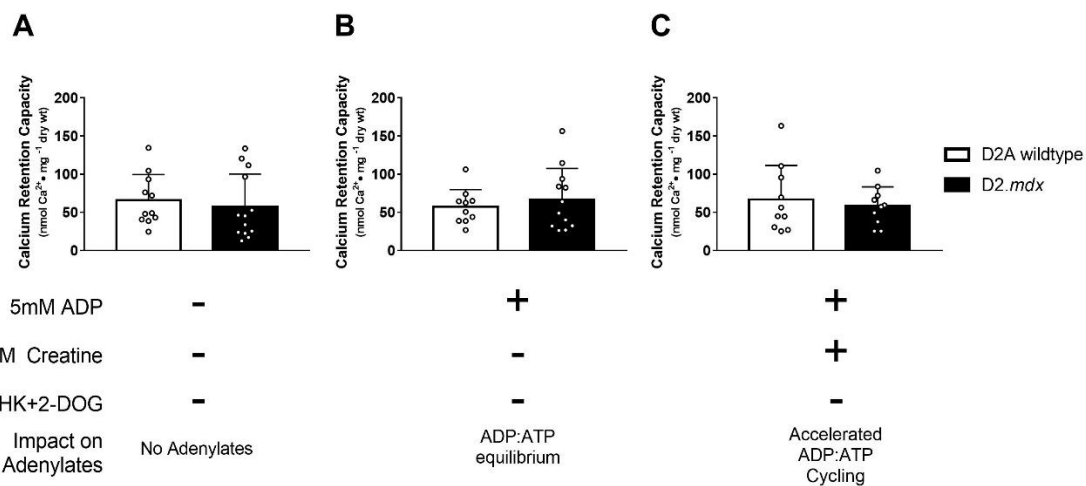 A
B
C
Calcium Retention Capacity
(nmol Ca²⁺• mg ⁻¹ dry wt)
200
150
100
50
0
Calcium Retention Capacity
(nmol Ca²⁺• mg ⁻¹ dry wt)
200
150
100
50
0
Calcium Retention Capacity
(nmol Ca²⁺• mg ⁻¹ dry wt)
200
150
100
50
0
D2A wildtype
D2.mdx
5mM ADP - + +
M Creatine - - +
HK+2-DOG - - -
Impact on
Adenylates
No Adenylates
ADP:ATP
equilibrium
Accelerated
ADP:ATP
Cycling